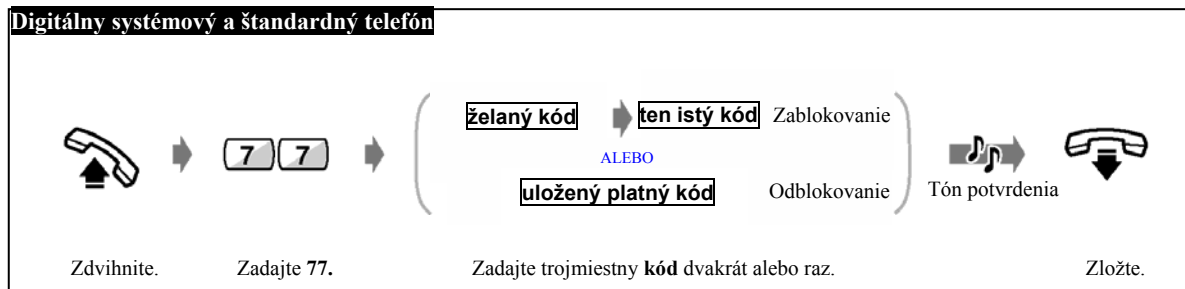 Digitálny systémový a štandardný telefón
želaný kód ten istý kód Zablokovanie
7 7
ALEBO
uložený platný kód Odblokovanie
Tón potvrdenia
Zdvihnite. Zadajte 77. Zadajte trojmiestny kód dvakrát alebo raz. Zložte.